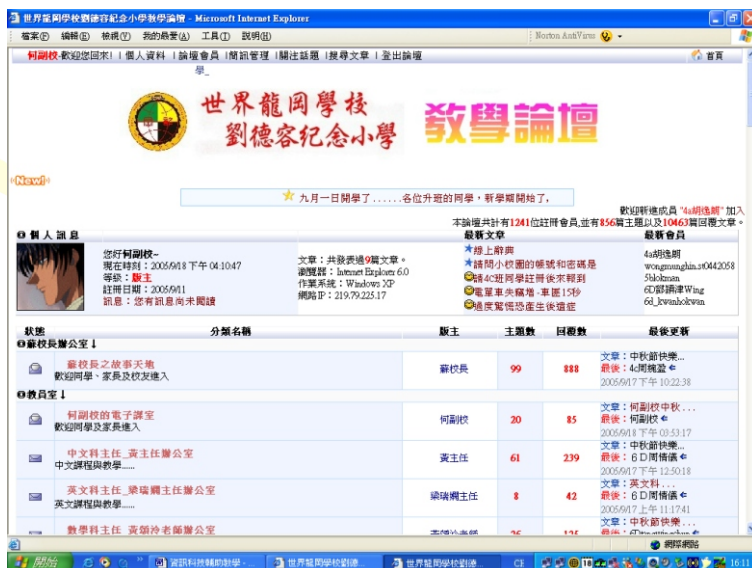 世界龍岡學校劉德容紀念小學教學論壇 - Microsoft Internet Explorer
檔案(F) 編輯(E) 檢視(V) 我的最愛(A) 工具(T) 說明(H) Norton AntiVirus
何副校-歡迎您回來! | 個人資料 | 論壇會員 | 簡訊管理 | 關注話題 | 搜尋文章 | 登出論壇 首頁
學_
世界龍岡學校
劉德容紀念小學
教學論壇
New!
九月一日開學了......各位升班的同學，新學期開始了,
歡迎新進成員 "4a胡逸朗" 加入
本論壇共計有1241位註冊會員,並有856篇主題以及10463篇回覆文章。
個人訊息 最新文章 最新會員
您好何副校~
現在時刻：2005/9/18 下午 04:10:47
等級：版主
註冊日期：2005/9/11
訊息：您有訊息尚未閱讀
文章：共發表過9篇文章。
瀏覽器：Internet Explorer 6.0
作業系統：Windows XP
網路IP：219.79.225.17
線上辭典
請問小校園的帳號和密碼是
請4C班同學註冊後來報到
電單車失竊增 -車匪15秒
過度驚慌恐產生後遺症
4a胡逸朗
wongmanghin.st0442058
5blokman
6d_kwanhokwan
狀態 分類名稱 版主 主題數 回覆數 最後更新
蘇校長辦公室↓
蘇校長之故事天地
歡迎同學、家長及校友進入
蘇校長 99 888
文章：中秋節快樂...
最後：4c周綽盈
2005/9/17 下午 10:22:38
教員室↓
何副校的電子課室
歡迎同學及家長進入
何副校 20 85
文章：何副校中秋...
最後：何副校
2005/9/18 下午 03:53:17
中文科主任_黃主任辦公室
中文課程與教學......
黃主任 61 239
文章：中秋節快樂...
最後：6D周倩儀
2005/9/17 下午 12:50:18
英文科主任_梁瑞嫻主任辦公室
英文課程與教學......
梁瑞嫻主任 8 42
文章：英文科...
最後：6D周倩儀
2005/9/17 上午 11:17:41
數學科主任_黃頌泠老師辦公室
文章：中秋節快樂...
網際網路
開始 資訊科技輔助教學 -... 世界龍岡學校劉德... 世界龍岡學校劉德... CE 18 16:11